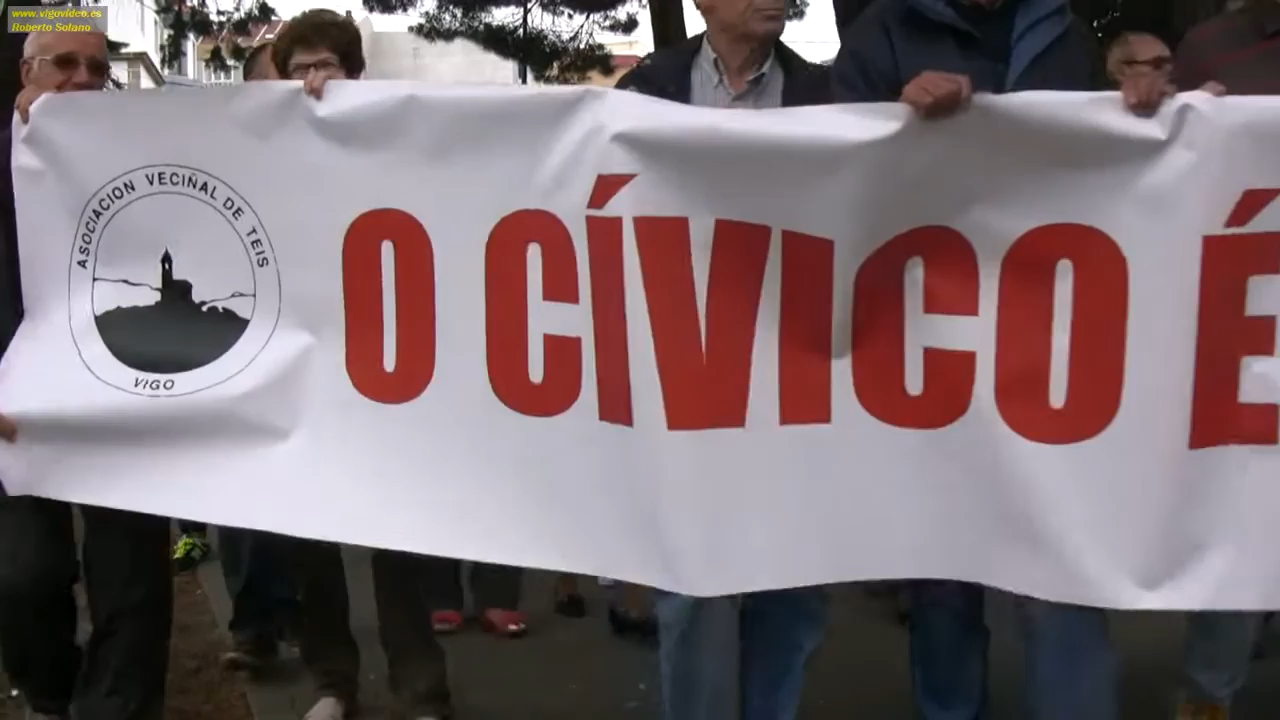 www.vigovideo.es
Roberto Solano
ASOCIACION VECIÑAL DE TEIS
VIGO
O CÍVICO É